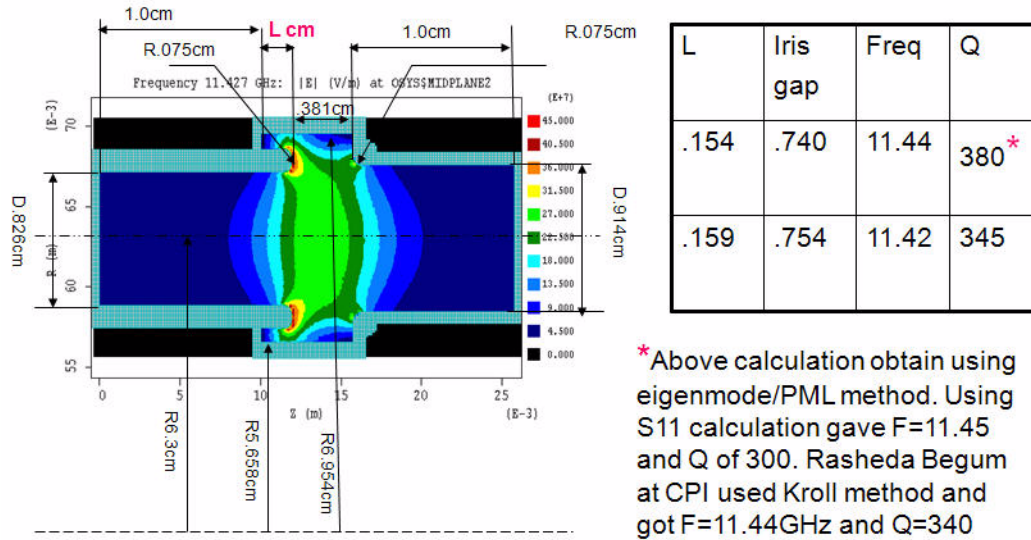 1.0cm
L cm
1.0cm
R.075cm
R.075cm
Frequency 11.427 GHz: |E| (V/m) at OSYS$MIDPLANE2
.381cm
(E-3)
70
65
60
55
R (m)
D.826cm
D.914cm
(E+7)
45.000
40.500
36.000
31.500
27.000
22.500
18.000
13.500
9.000
4.500
0.000
0
5
10
15
20
25
Z (m)
(E-3)
R6.3cm
R5.658cm
R6.954cm
L Iris gap Freq Q
.154 .740 11.44 380*
.159 .754 11.42 345
*Above calculation obtain using
eigenmode/PML method. Using
S11 calculation gave F=11.45
and Q of 300. Rasheda Begum
at CPI used Kroll method and
got F=11.44GHz and Q=340